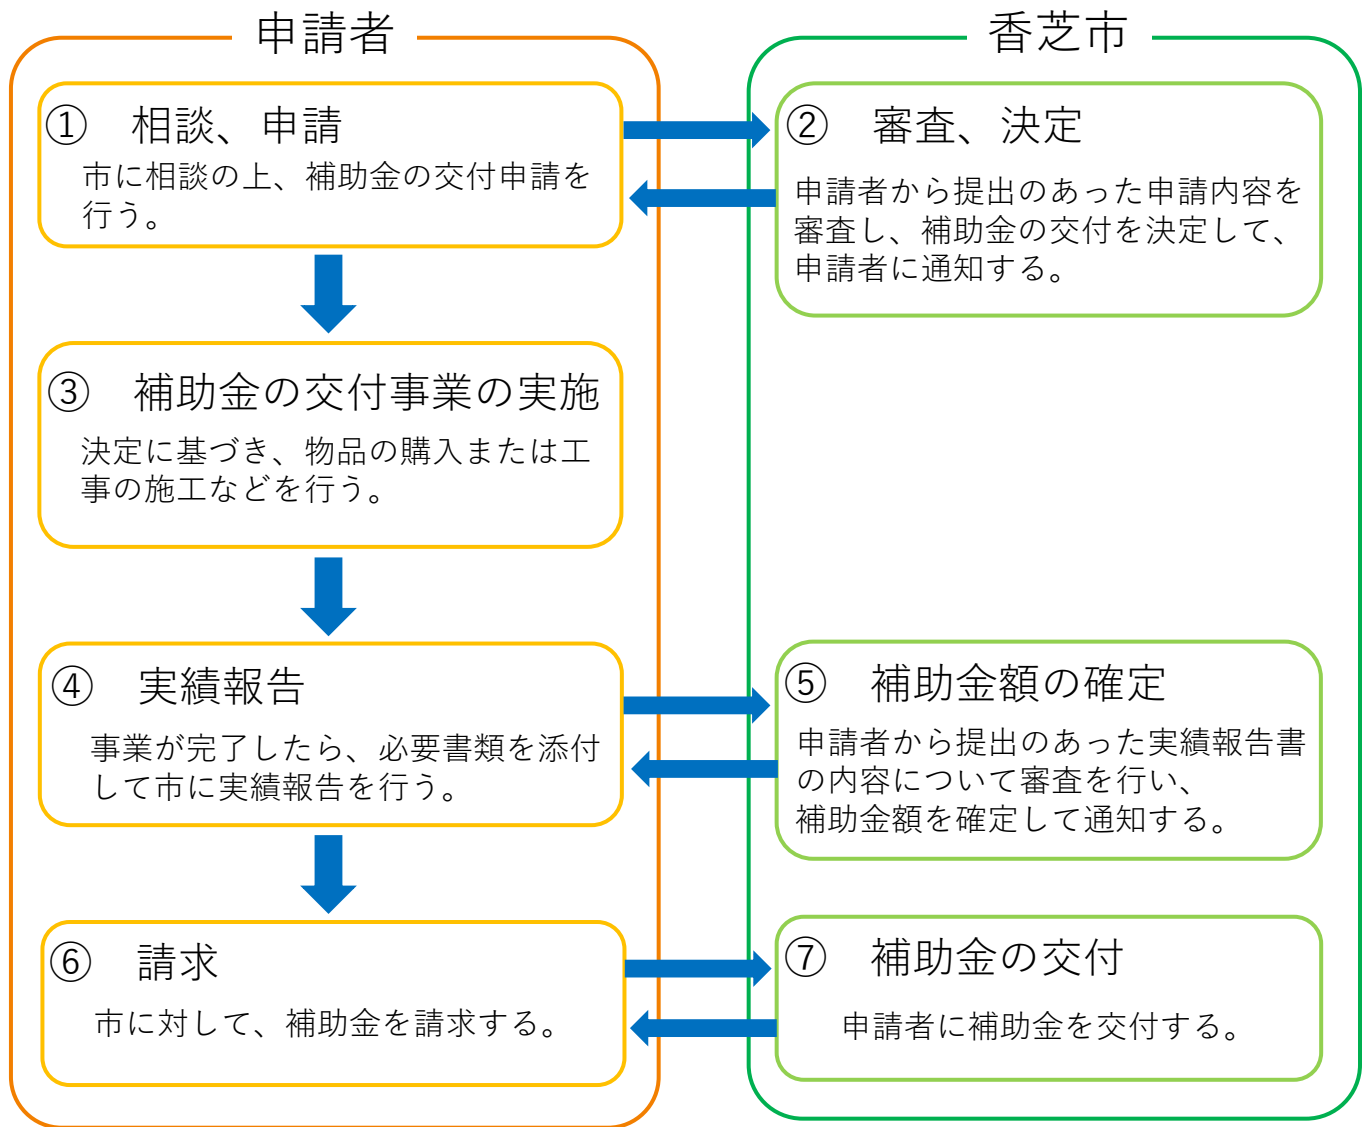 申請者
香芝市
① 相談、申請
市に相談の上、補助金の交付申請を
行う。
② 審査、決定
申請者から提出のあった申請内容を
審査し、補助金の交付を決定して、
申請者に通知する。
③ 補助金の交付事業の実施
決定に基づき、物品の購入または工
事の施工などを行う。
④ 実績報告
事業が完了したら、必要書類を添付
して市に実績報告を行う。
⑤ 補助金額の確定
申請者から提出のあった実績報告書
の内容について審査を行い、
補助金額を確定して通知する。
⑥ 請求
市に対して、補助金を請求する。
⑦ 補助金の交付
申請者に補助金を交付する。